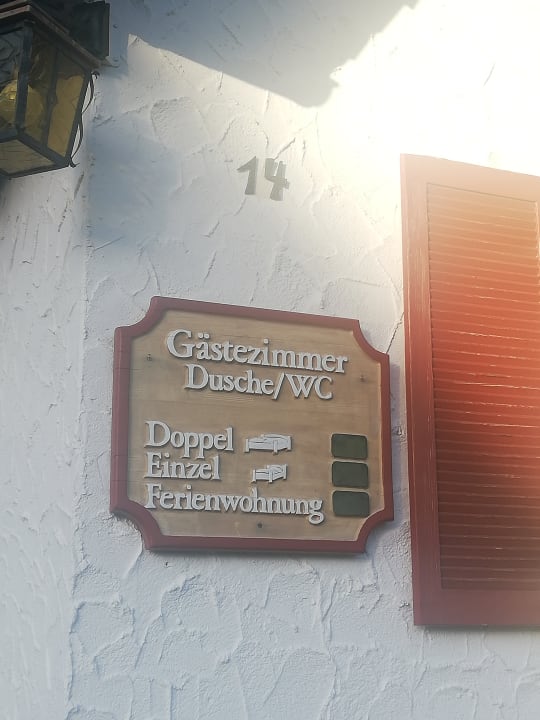 14
Gästezimmer
Dusche/WC
Doppel
Einzel
Ferienwohnung